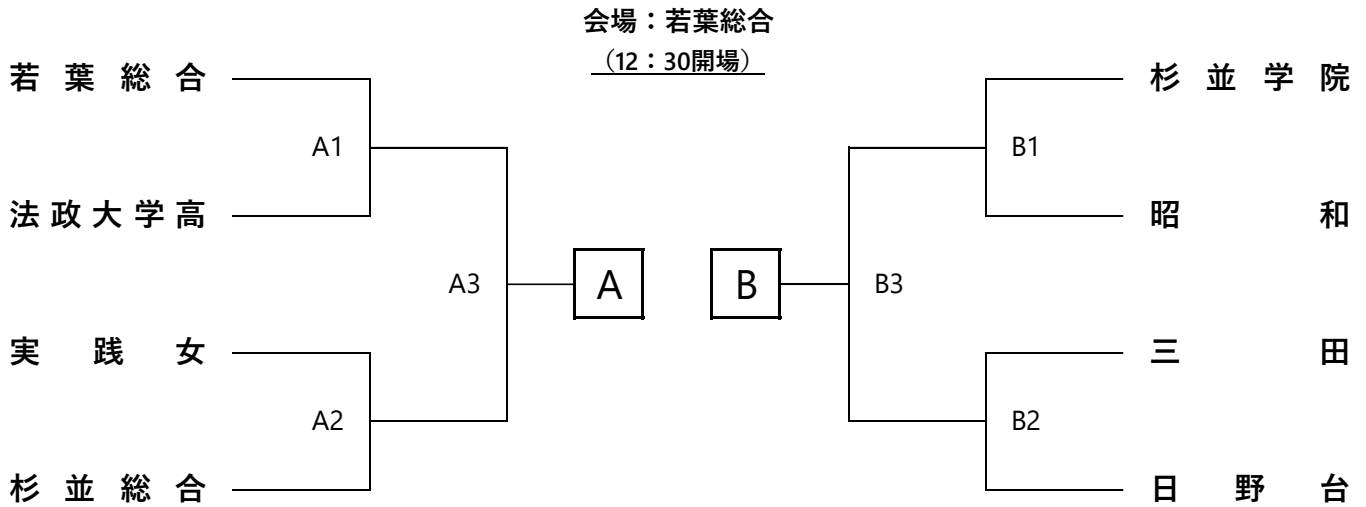 会場：若葉総合
（12：30開場）
若葉総合
杉並学院
A1
B1
法政大学高
昭和
A3
A
B
B3
実践女
三田
A2
B2
杉並総合
日野台